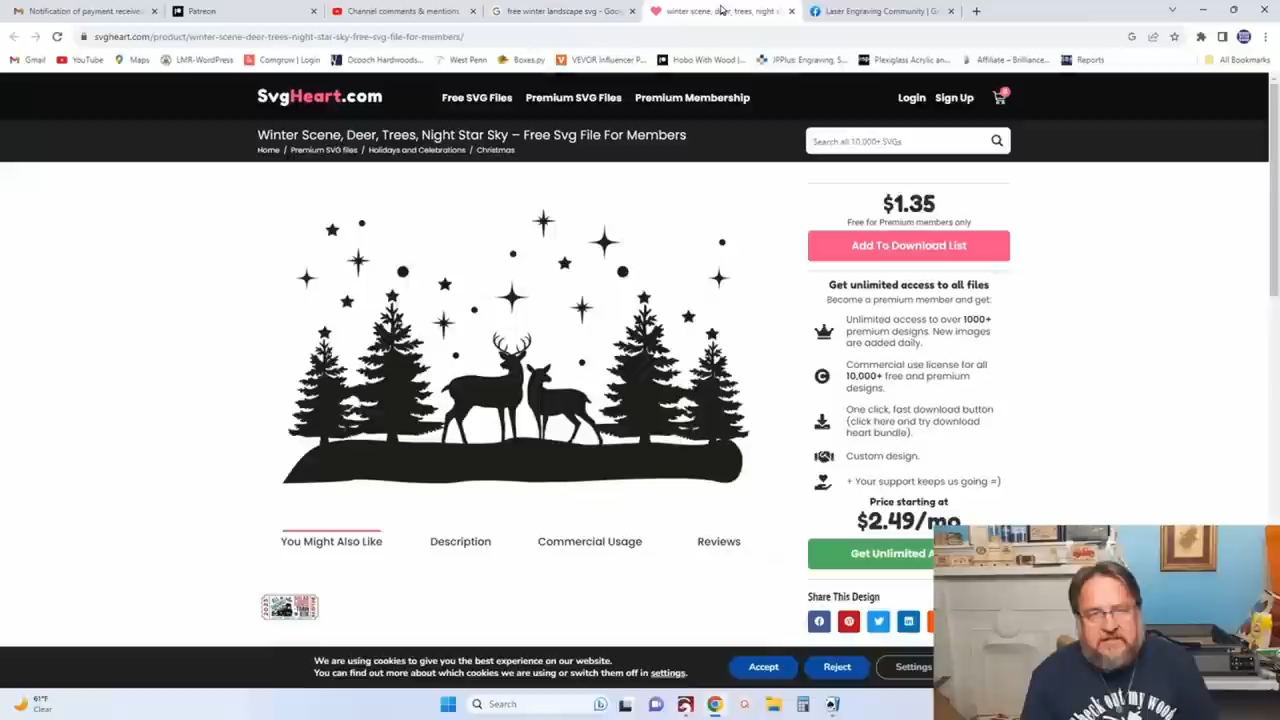 Notification of payment received
Patreon
Channel comments & mentions
free winter landscape svg - Goog
winter scene, deer, trees, night s
Laser Engraving Community | G
svgheart.com/product/winter-scene-deer-trees-night-star-sky-free-svg-file-for-members/
Gmail
YouTube
Maps
LMR-WordPress
Comgrow | Login
Dcooch Hardwoods...
West Penn
Boxes.py
VEVOR Influencer P...
Hobo With Wood |...
JPPlus: Engraving, S...
Plexiglass Acrylic an...
Affiliate – Brilliance...
Reports
All Bookmarks
SvgHeart.com
Free SVG Files
Premium SVG Files
Premium Membership
Login
Sign Up
Winter Scene, Deer, Trees, Night Star Sky – Free Svg File For Members
Home / Premium SVG files / Holidays and Celebrations / Christmas
Search all 10,000+ SVGs
$1.35
Free for Premium members only
Add To Download List
Get unlimited access to all files
Become a premium member and get:
Unlimited access to over 1000+
premium designs. New images
are added daily.
Commercial use license for all
10,000+ free and premium
designs.
One click, fast download button
(click here and try download
heart bundle).
Custom design.
+ Your support keeps us going =)
Price starting at
$2.49/mo
Get Unlimited A
You Might Also Like
Description
Commercial Usage
Reviews
Share This Design
We are using cookies to give you the best experience on our website.
You can find out more about which cookies we are using or switch them off in settings.
Accept
Reject
Settings
61°F
Clear
Search
Check out my wood